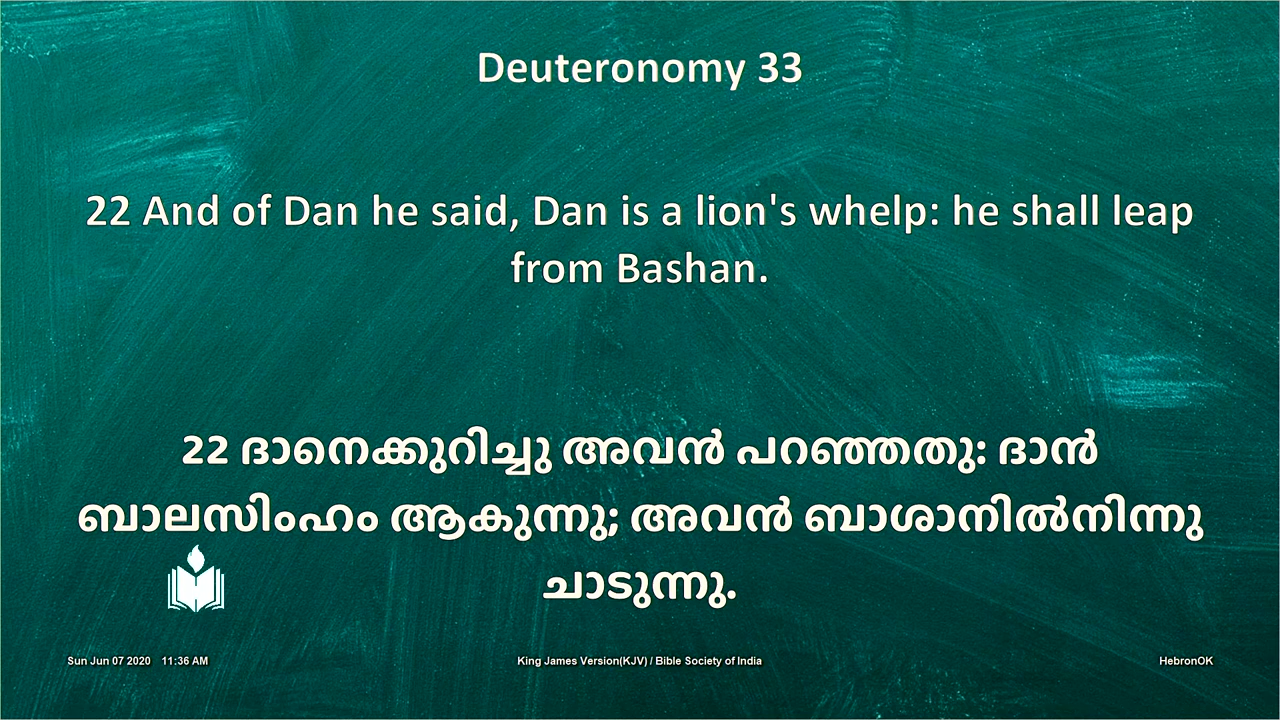 Deuteronomy 33
22 And of Dan he said, Dan is a lion's whelp: he shall leap
from Bashan.
22 ദാനെക്കുറിച്ചു അവൻ പറഞ്ഞതു: ദാൻ
ബാലസിംഹം ആകുന്നു; അവൻ ബാശാനിൽനിന്നു
ചാടുന്നു.
Sun Jun 07 2020 11:36 AM
King James Version(KJV) / Bible Society of India
HebronOK